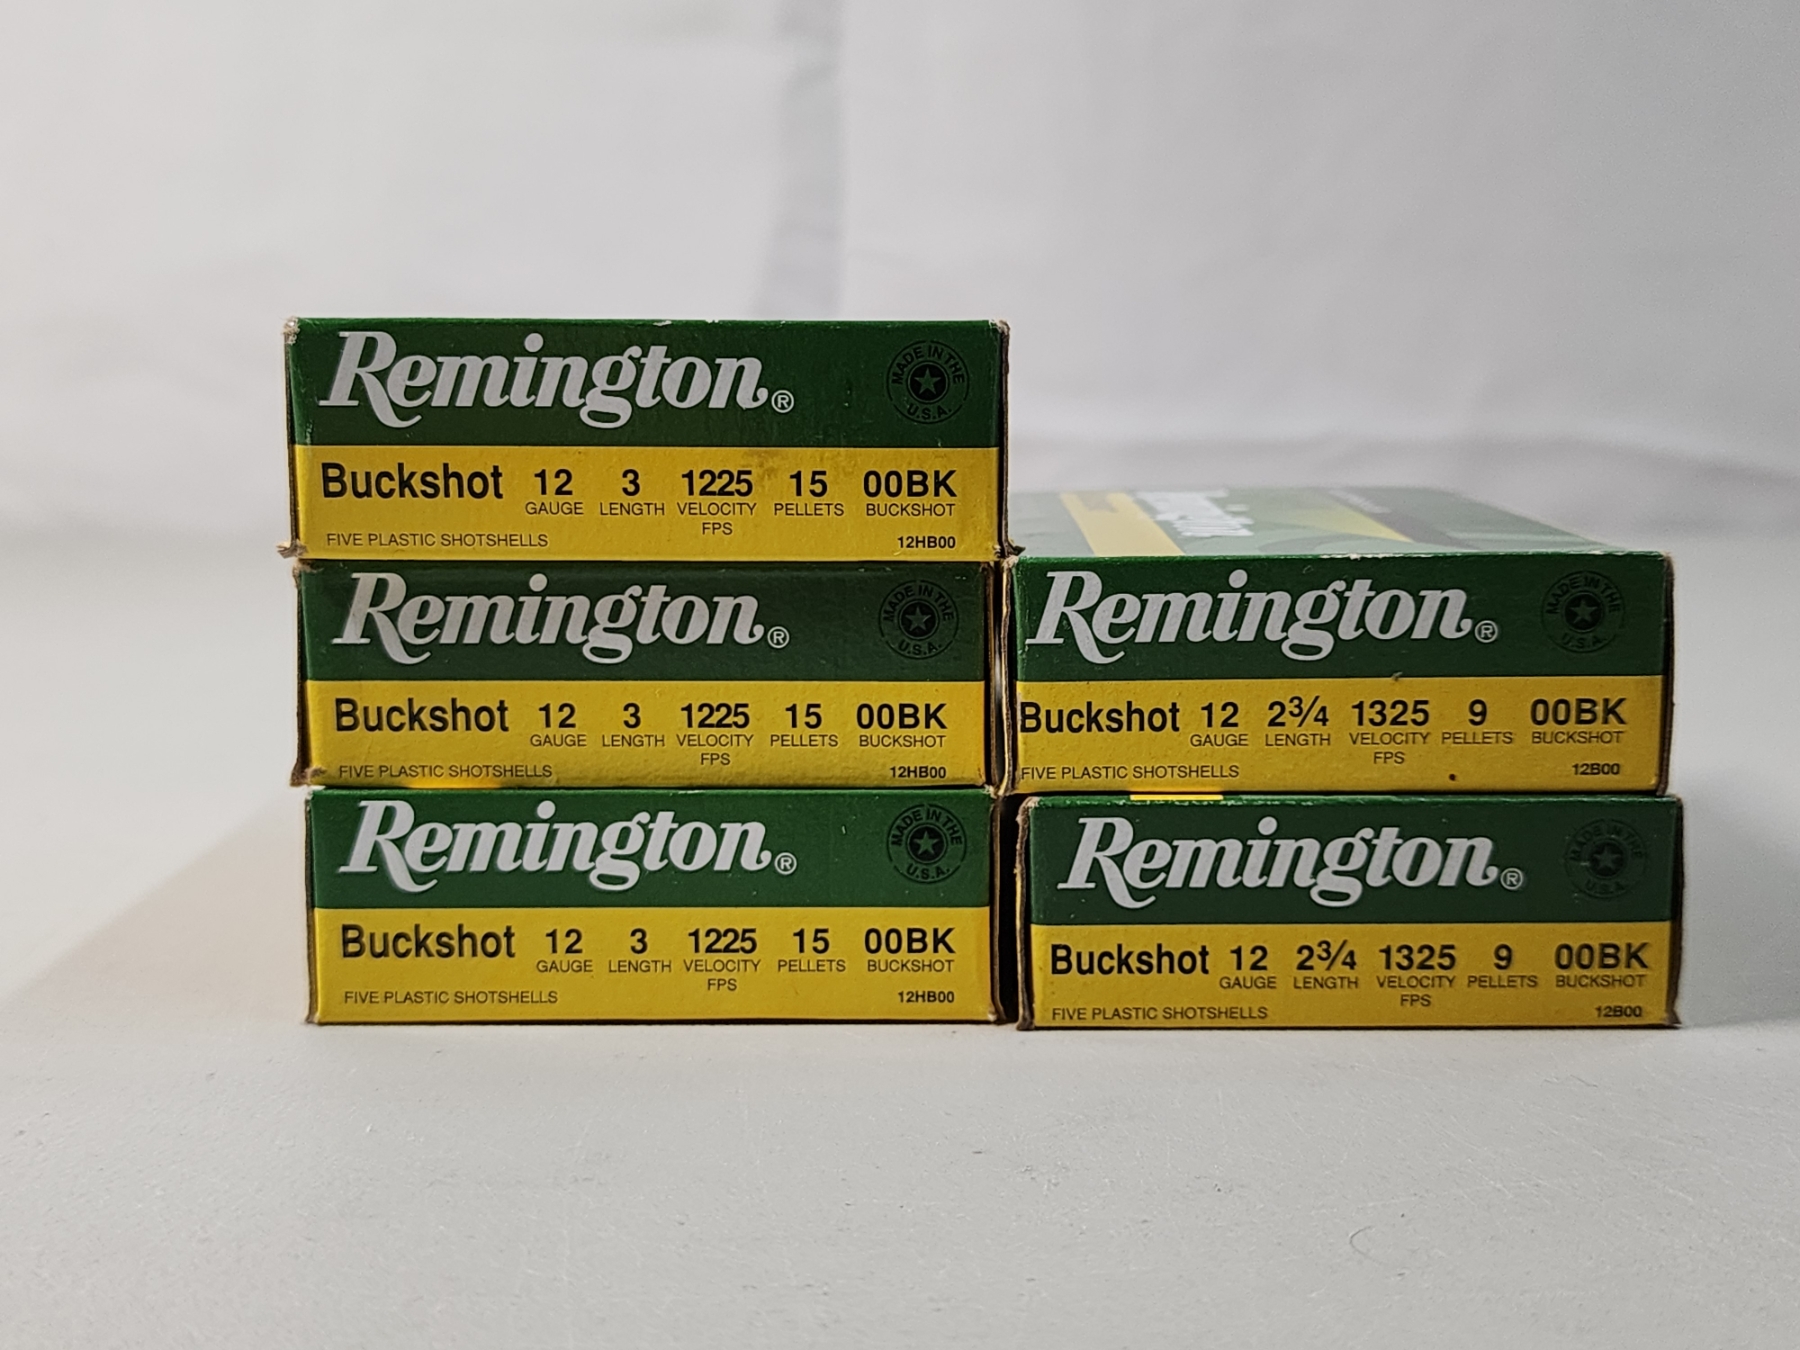 Remington®
MADE IN THE U.S.A.
Buckshot 12 3 1225 15 00BK
GAUGE LENGTH VELOCITY PELLETS BUCKSHOT
FPS
FIVE PLASTIC SHOTSHELLS 12HB00
Remington®
MADE IN THE U.S.A.
Buckshot 12 3 1225 15 00BK
GAUGE LENGTH VELOCITY PELLETS BUCKSHOT
FPS
FIVE PLASTIC SHOTSHELLS 12HB00
Remington®
MADE IN THE U.S.A.
Buckshot 12 3 1225 15 00BK
GAUGE LENGTH VELOCITY PELLETS BUCKSHOT
FPS
FIVE PLASTIC SHOTSHELLS 12HB00
Remington
Remington®
MADE IN THE U.S.A.
Buckshot 12 2¾ 1325 9 00BK
GAUGE LENGTH VELOCITY PELLETS BUCKSHOT
FPS
FIVE PLASTIC SHOTSHELLS 12B00
Remington®
MADE IN THE U.S.A.
Buckshot 12 2¾ 1325 9 00BK
GAUGE LENGTH VELOCITY PELLETS BUCKSHOT
FPS
FIVE PLASTIC SHOTSHELLS 12B00